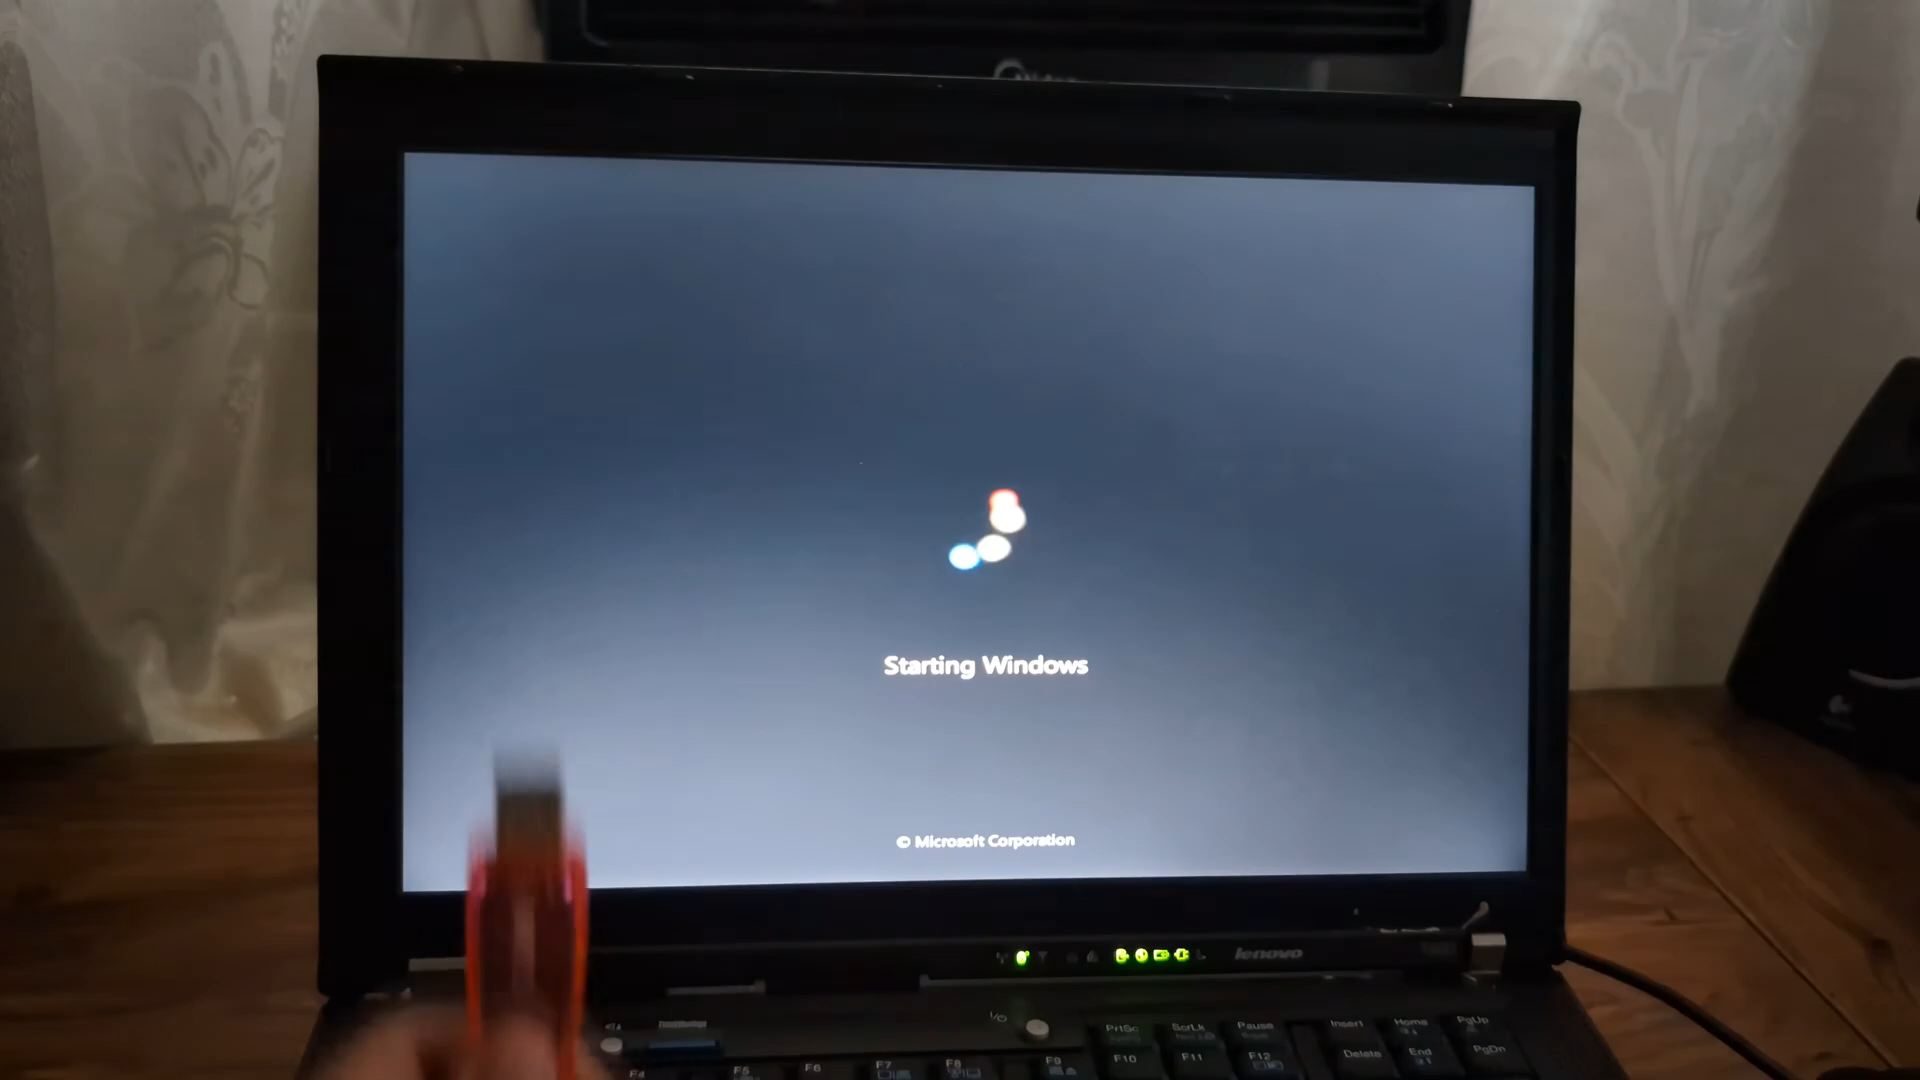 Starting Windows
© Microsoft Corporation
lenovo
PrtSc
ScrLk
Pause
Insert
Home
PgUp
F4
F5
F6
F7
F8
F9
F10
F11
F12
Delete
End
PgDn